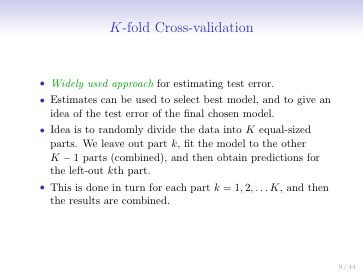 K-fold Cross-validation
• Widely used approach for estimating test error.
• Estimates can be used to select best model, and to give an
idea of the test error of the final chosen model.
• Idea is to randomly divide the data into K equal-sized
parts. We leave out part k, fit the model to the other
K − 1 parts (combined), and then obtain predictions for
the left-out kth part.
• This is done in turn for each part k = 1, 2, . . . K, and then
the results are combined.
9 / 44